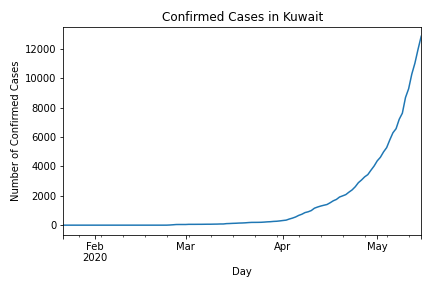 Confirmed Cases in Kuwait
Number of Confirmed Cases
12000
10000
8000
6000
4000
2000
0
Feb
2020
Mar
Apr
May
Day